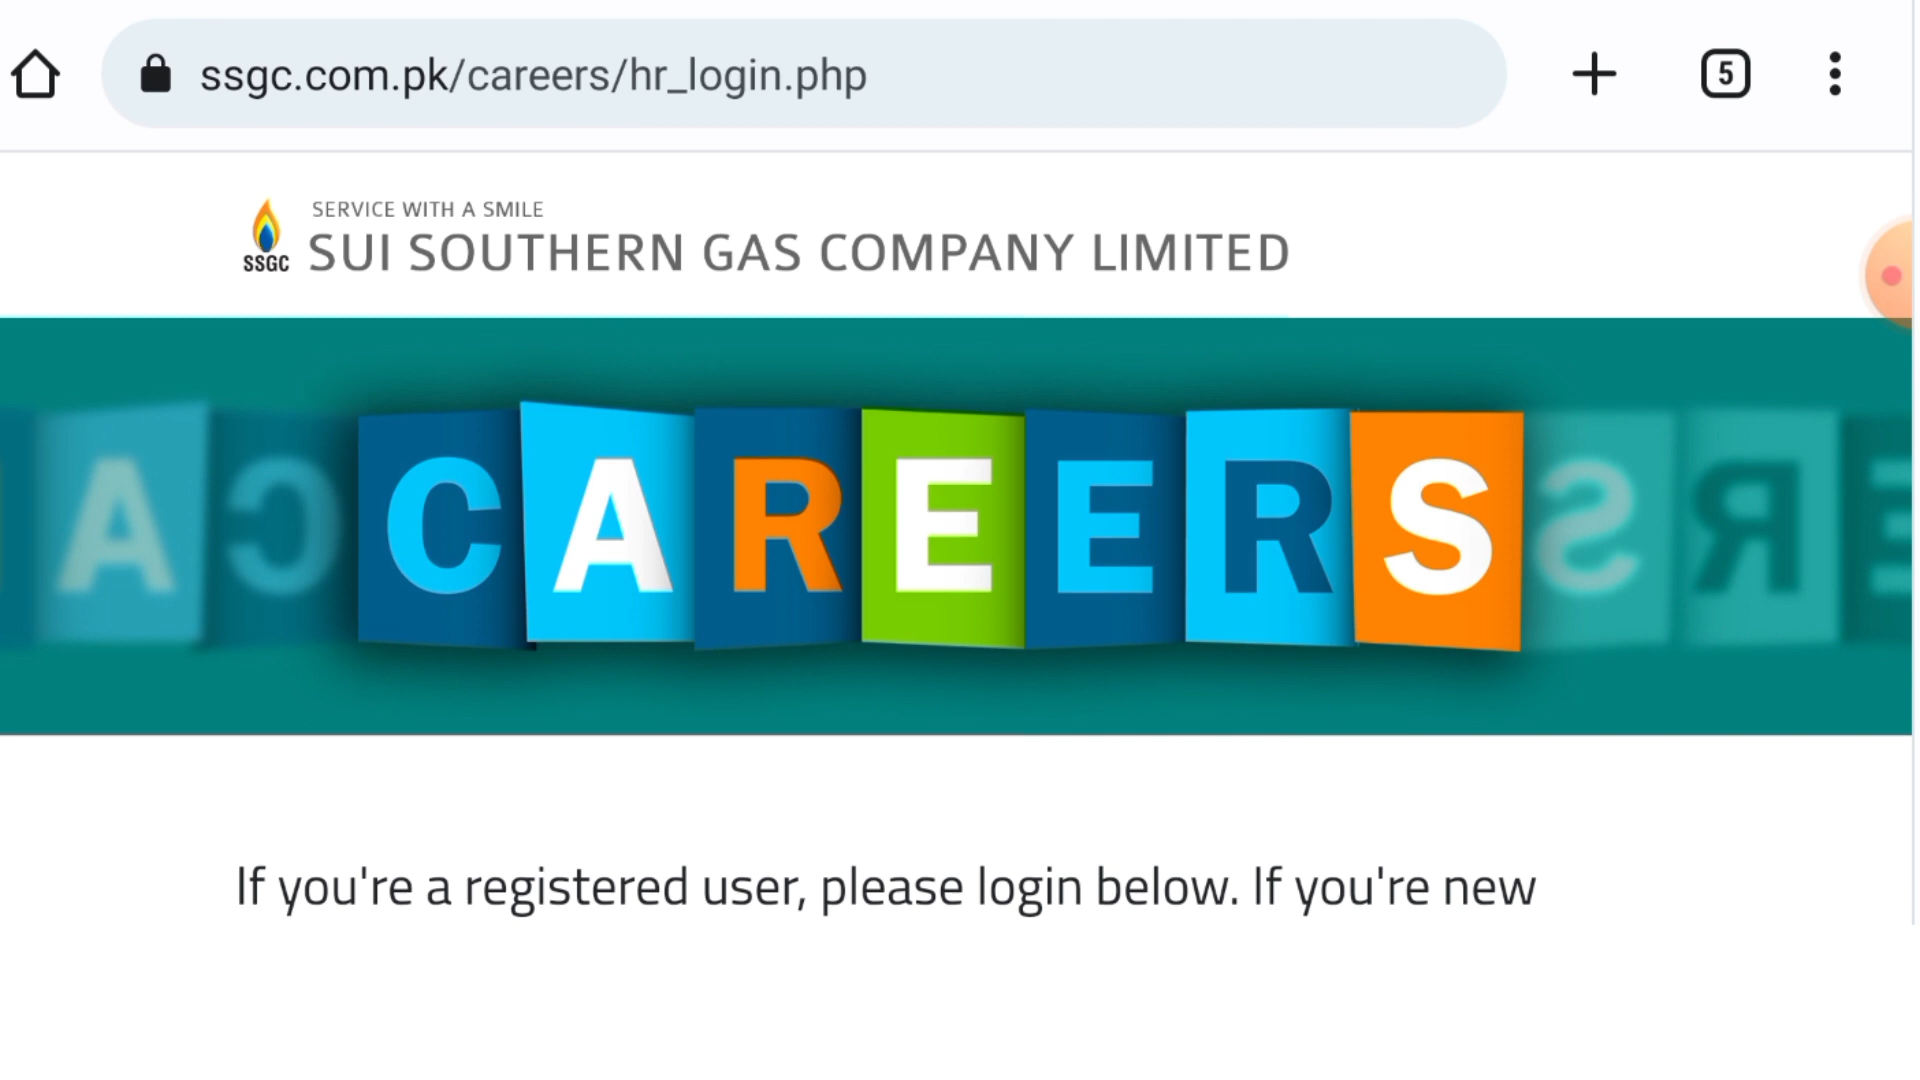 ssgc.com.pk/careers/hr_login.php
5
SERVICE WITH A SMILE
SSGC
SUI SOUTHERN GAS COMPANY LIMITED
A C CAREERS S R E
If you're a registered user, please login below. If you're new